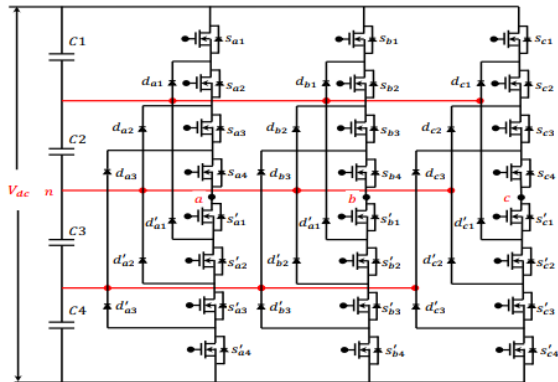 C1 s_a1 s_b1 s_c1
d_a1 s_a2 d_b1 s_b2 d_c1 s_c2
C2 d_a2 s_a3 d_b2 s_b3 d_c2 s_c3
d_a3 s_a4 d_b3 s_b4 d_c3 s_c4
V_dc n a b c
d'_a1 s'_a1 d'_a1 s'_b1 d'_c1 s'_c1
C3 d'_a2 s'_a2 d'_b2 s'_b2 d'_c2 s'_c2
C4 d'_a3 s'_a3 d'_b3 s'_b3 d'_c3 s'_c3
s'_a4 s'_b4 s'_c4